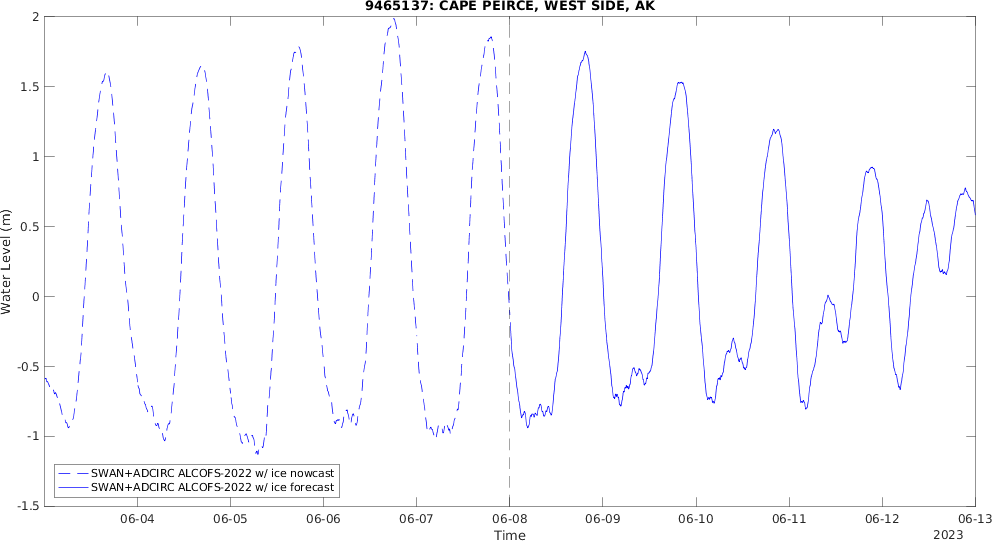 9465137: CAPE PEIRCE, WEST SIDE, AK
2
1.5
1
0.5
0
-0.5
-1
-1.5
Water Level (m)
SWAN+ADCIRC ALCOFS-2022 w/ ice nowcast
SWAN+ADCIRC ALCOFS-2022 w/ ice forecast
06-04 06-05 06-06 06-07 06-08 06-09 06-10 06-11 06-12 06-13
Time
2023